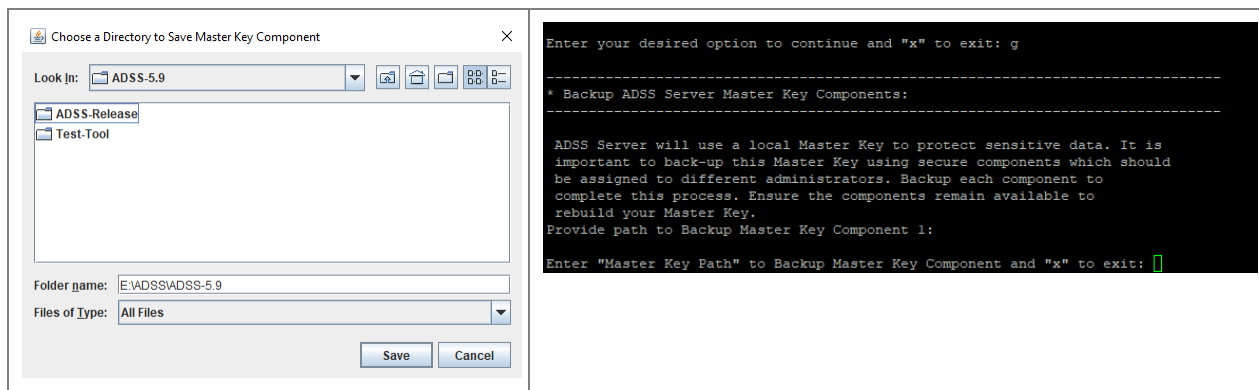 Choose a Directory to Save Master Key Component
Look In: ADSS-5.9
ADSS-Release
Test-Tool
Folder name: E:\ADSS\ADSS-5.9
Files of Type: All Files
Save Cancel
Enter your desired option to continue and "x" to exit: g
--------------------------------------------------------------------------------
* Backup ADSS Server Master Key Components:
--------------------------------------------------------------------------------
ADSS Server will use a local Master Key to protect sensitive data. It is
important to back-up this Master Key using secure components which should
be assigned to different administrators. Backup each component to
complete this process. Ensure the components remain available to
rebuild your Master Key.
Provide path to Backup Master Key Component 1:
Enter "Master Key Path" to Backup Master Key Component and "x" to exit: